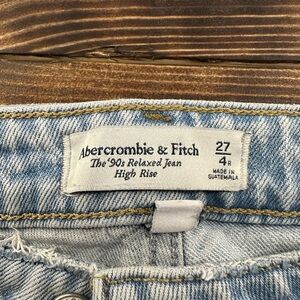 Abercrombie & Fitch
The '90s Relaxed Jean
High Rise
27
4R
MADE IN
GUATEMALA